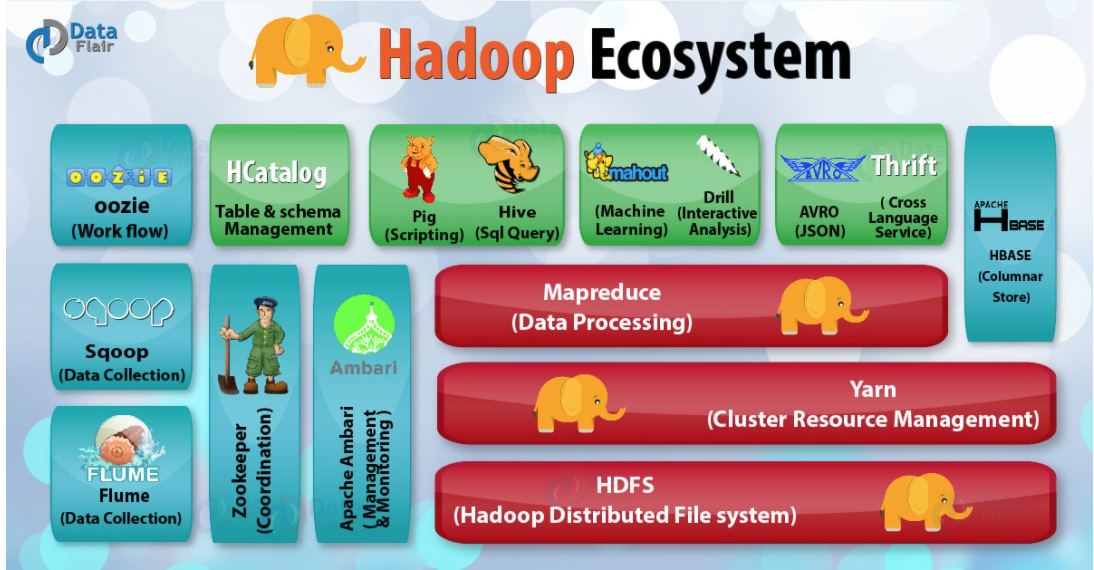 Data
Flair
Hadoop Ecosystem
OOZIE
oozie
(Work flow)
HCatalog
Table & schema
Management
Pig
(Scripting)
Hive
(Sql Query)
mahout
(Machine
Learning)
Drill
(Interactive
Analysis)
AVRO
AVRO
(JSON)
Thrift
( Cross
Language
Service)
APACHE
HBASE
HBASE
(Columnar
Store)
sqoop
Sqoop
(Data Collection)
FLUME
Flume
(Data Collection)
Zookeeper
(Coordination)
Ambari
Apache Ambari
( Management
& Monitoring)
Mapreduce
(Data Processing)
Yarn
(Cluster Resource Management)
HDFS
(Hadoop Distributed File system)